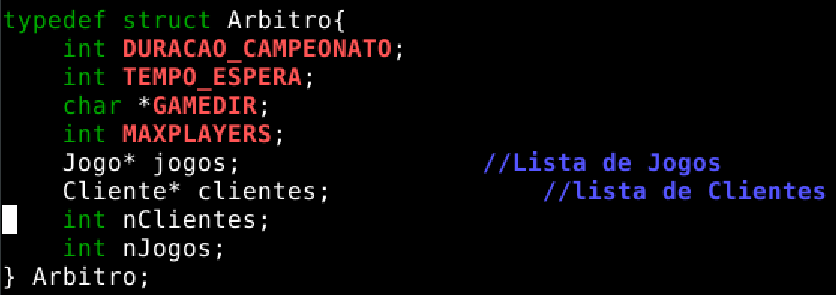 typedef struct Arbitro{
    int DURACAO_CAMPEONATO;
    int TEMPO_ESPERA;
    char *GAMEDIR;
    int MAXPLAYERS;
    Jogo* jogos;                //Lista de Jogos
    Cliente* clientes;              //lista de Clientes
    int nClientes;
    int nJogos;
} Arbitro;